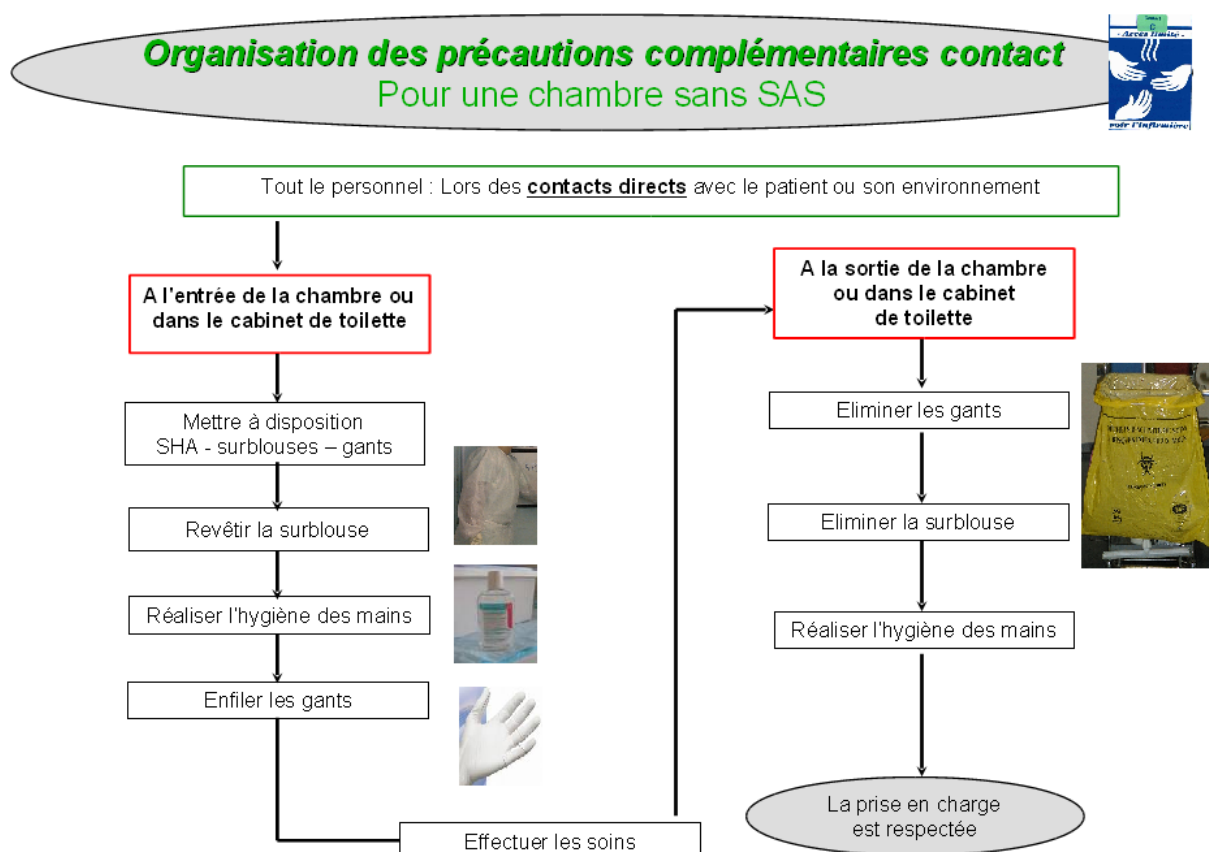 Organisation des précautions complémentaires contact
Pour une chambre sans SAS
- Accès limité -
voir l'infirmière
Tout le personnel : Lors des contacts directs avec le patient ou son environnement
A l'entrée de la chambre ou
dans le cabinet de toilette
Mettre à disposition
SHA - surblouses – gants
Revêtir la surblouse
Réaliser l'hygiène des mains
Enfiler les gants
Effectuer les soins
A la sortie de la chambre
ou dans le cabinet
de toilette
Eliminer les gants
Eliminer la surblouse
Réaliser l'hygiène des mains
La prise en charge
est respectée